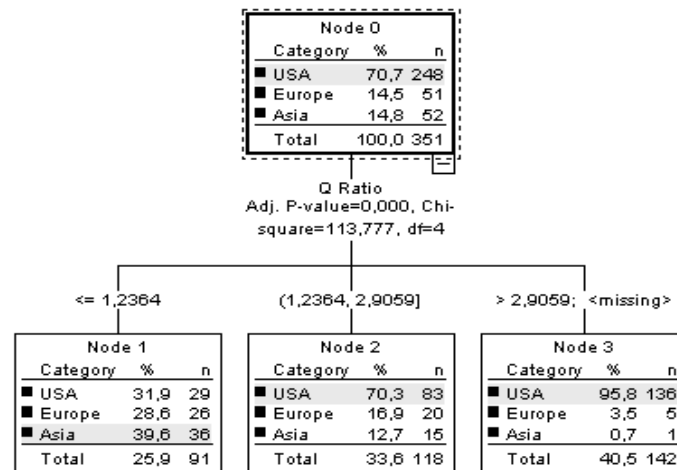 Node 0
Category % n
USA 70,7 248
Europe 14,5 51
Asia 14,8 52
Total 100,0 351
Q Ratio
Adj. P-value=0,000, Chi-
square=113,777, df=4
<= 1,2364
(1,2364, 2,9059]
> 2,9059; <missing>
Node 1
Category % n
USA 31,9 29
Europe 28,6 26
Asia 39,6 36
Total 25,9 91
Node 2
Category % n
USA 70,3 83
Europe 16,9 20
Asia 12,7 15
Total 33,6 118
Node 3
Category % n
USA 95,8 136
Europe 3,5 5
Asia 0,7 1
Total 40,5 142